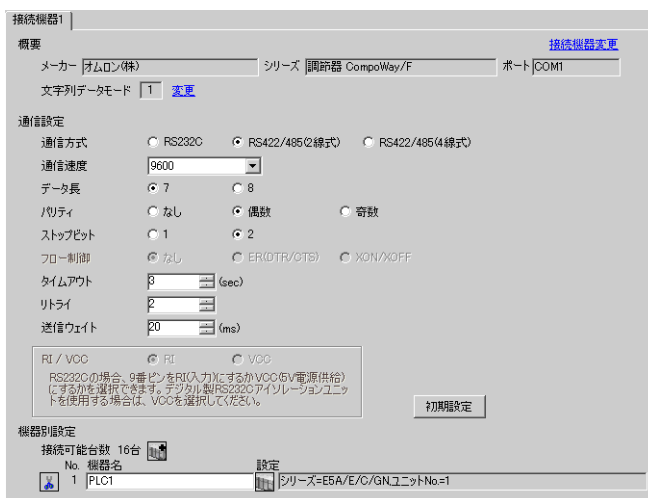 接続機器1
概要 接続機器変更
メーカー オムロン(株) シリーズ 調節器 CompoWay/F ポート COM1
文字列データモード 1 変更
通信設定
通信方式 RS232C RS422/485(2線式) RS422/485(4線式)
通信速度 9600
データ長 7 8
パリティ なし 偶数 奇数
ストップビット 1 2
フロー制御 なし ER(DTR/CTS) XON/XOFF
タイムアウト 3 (sec)
リトライ 2
送信ウェイト 20 (ms)
RI / VCC RI VCC
RS232Cの場合、9番ピンをRI(入力)にするかVCC(5V電源供給)
にするかを選択できます。デジタル製RS232Cアイソレーションユニッ
トを使用する場合は、VCCを選択してください。
初期設定
機器別設定
接続可能台数 16台
No. 機器名 設定
1 PLC1 シリーズ=E5A/E/C/GN,ユニットNo.=1